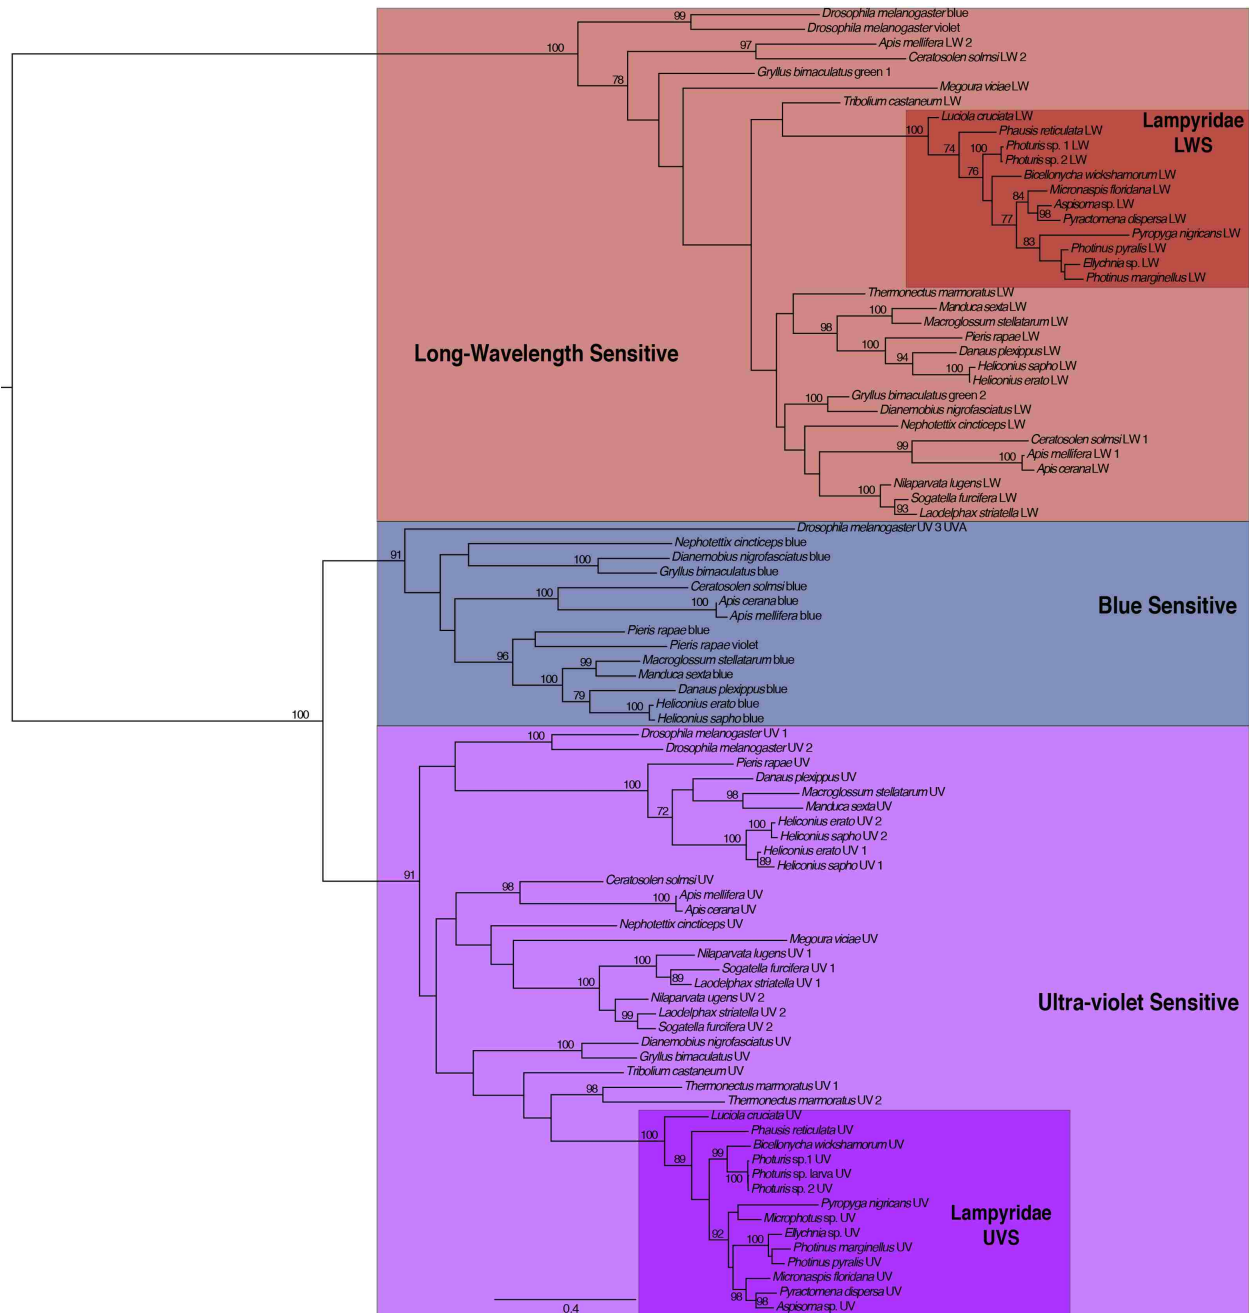 99
Drosophila melanogaster blue
Drosophila melanogaster violet
100
97
Apis mellifera LW 2
Ceratosolen solmsi LW 2
78
Gryllus bimaculatus green 1
Megoura viciae LW
Tribolium castaneum LW
Lampyridae
LWS
100
Luciola cruciata LW
74
Phausis reticulata LW
100
Photuris sp. 1 LW
Photuris sp. 2 LW
76
Bicellonycha wickshamorum LW
84
Micronaspis floridana LW
Aspisoma sp. LW
98
Pyractomena dispersa LW
77
83
Pyropyga nigricans LW
Photinus pyralis LW
Ellychnia sp. LW
Photinus marginellus LW
Thermonectus marmoratus LW
100
Manduca sexta LW
Macroglossum stellatarum LW
98
Pieris rapae LW
100
Danaus plexippus LW
94
Heliconius sapho LW
100
Heliconius erato LW
Long-Wavelength Sensitive
100
Gryllus bimaculatus green 2
Dianemobius nigrofasciatus LW
Nephotettix cincticeps LW
99
Ceratosolen solmsi LW 1
100
Apis mellifera LW 1
Apis cerana LW
100
Nilaparvata lugens LW
Sogatella furcifera LW
93
Laodelphax striatella LW
Drosophila melanogaster UV 3 UVA
91
Nephotettix cincticeps blue
100
Dianemobius nigrofasciatus blue
Gryllus bimaculatus blue
100
Ceratosolen solmsi blue
100
Apis cerana blue
Apis mellifera blue
Blue Sensitive
Pieris rapae blue
Pieris rapae violet
96
99
Macroglossum stellatarum blue
Manduca sexta blue
100
Danaus plexippus blue
79
100
Heliconius erato blue
Heliconius sapho blue
100
100
Drosophila melanogaster UV 1
Drosophila melanogaster UV 2
Pieris rapae UV
100
Danaus plexippus UV
98
Macroglossum stellatarum UV
Manduca sexta UV
72
100
Heliconius erato UV 2
Heliconius sapho UV 2
100
Heliconius erato UV 1
89
Heliconius sapho UV 1
91
98
Ceratosolen solmsi UV
100
Apis mellifera UV
Apis cerana UV
Nephotettix cincticeps UV
Megoura viciae UV
100
Nilaparvata lugens UV 1
Sogatella furcifera UV 1
89
Laodelphax striatella UV 1
100
Nilaparvata ugens UV 2
99
Laodelphax striatella UV 2
Sogatella furcifera UV 2
Ultra-violet Sensitive
100
Dianemobius nigrofasciatus UV
Gryllus bimaculatus UV
Tribolium castaneum UV
98
Thermonectus marmoratus UV 1
Thermonectus marmoratus UV 2
100
Luciola cruciata UV
89
Phausis reticulata UV
99
Bicellonycha wickshamorum UV
Photuris sp.1 UV
100
Photuris sp. larva UV
Photuris sp. 2 UV
Lampyridae
UVS
Pyropyga nigricans UV
Microphotus sp. UV
92
100
Ellychnia sp. UV
Photinus marginellus UV
Photinus pyralis UV
Micronaspis floridana UV
98
Pyractomena dispersa UV
98
Aspisoma sp. UV
0.4